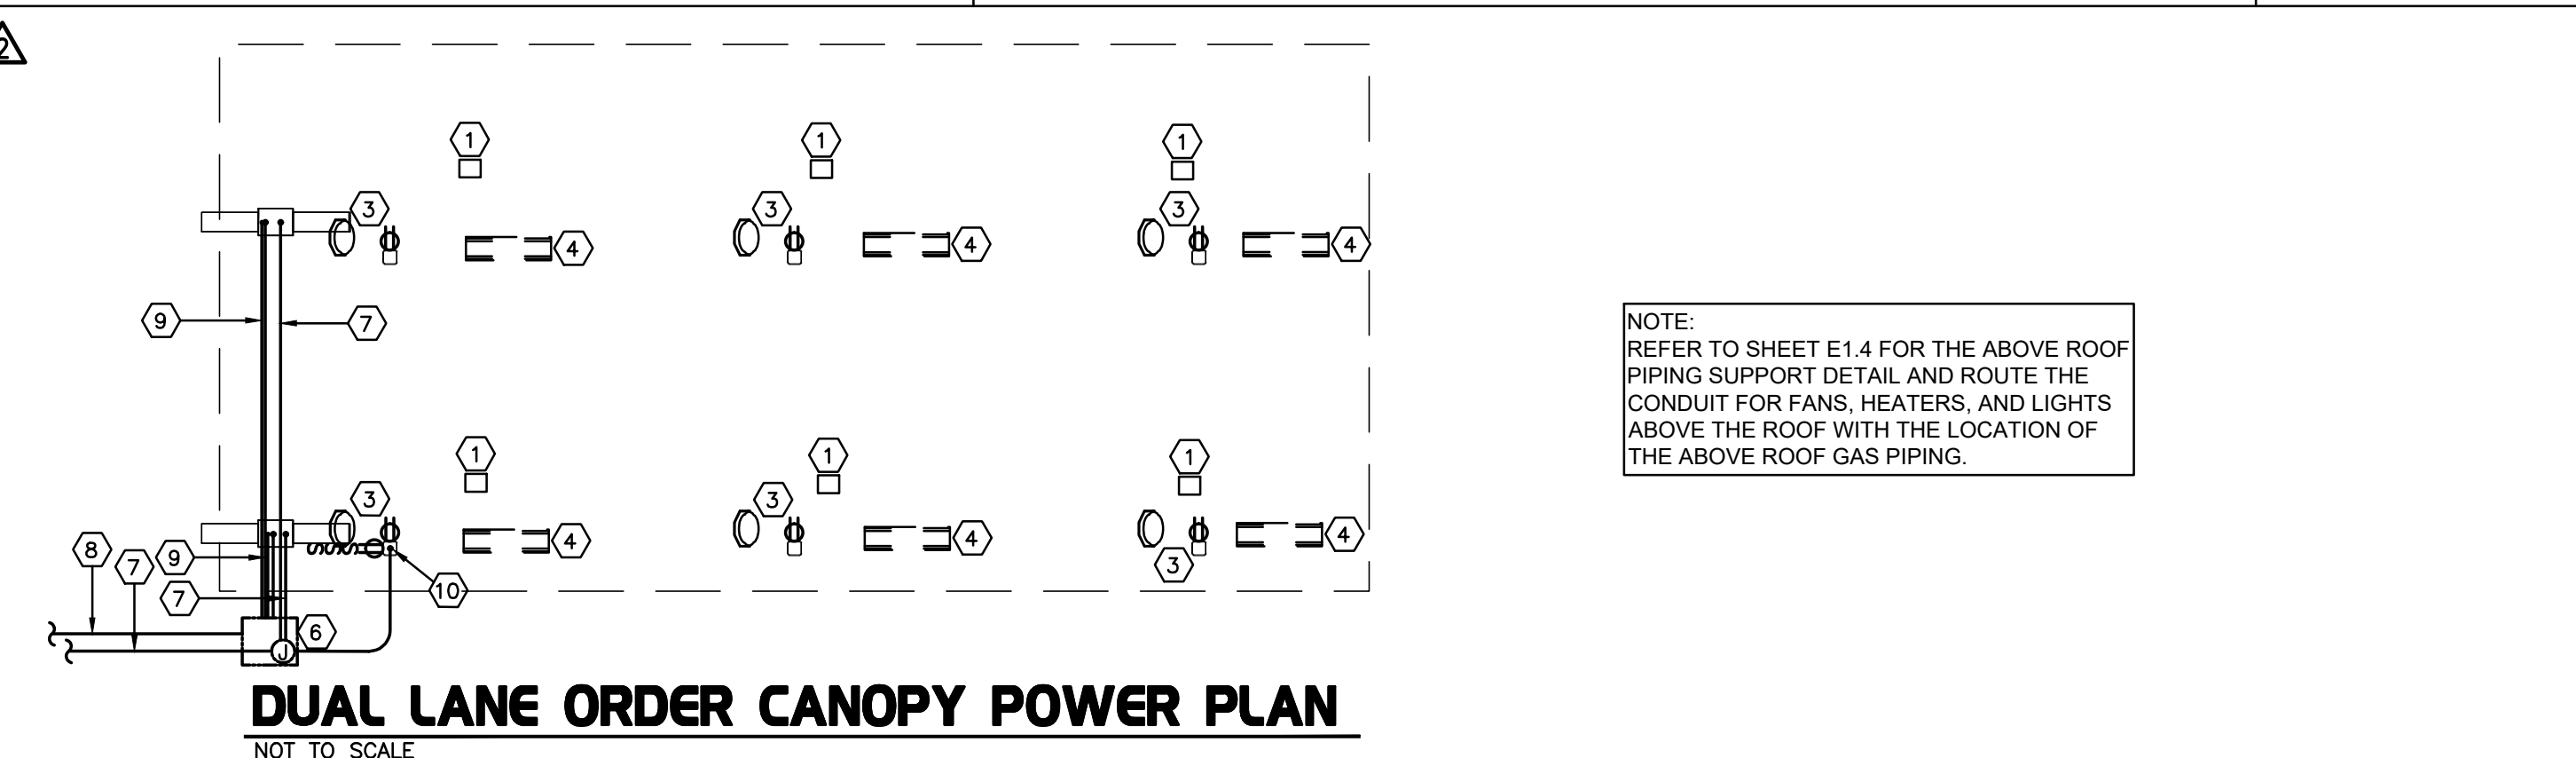 2
1 1 1
3 3 3
4 4 4
9 7
1 1 1
3 3
4 4 4
8 7 9
3
10
7
6
J
NOTE:
REFER TO SHEET E1.4 FOR THE ABOVE ROOF
PIPING SUPPORT DETAIL AND ROUTE THE
CONDUIT FOR FANS, HEATERS, AND LIGHTS
ABOVE THE ROOF WITH THE LOCATION OF
THE ABOVE ROOF GAS PIPING.
DUAL LANE ORDER CANOPY POWER PLAN
NOT TO SCALE